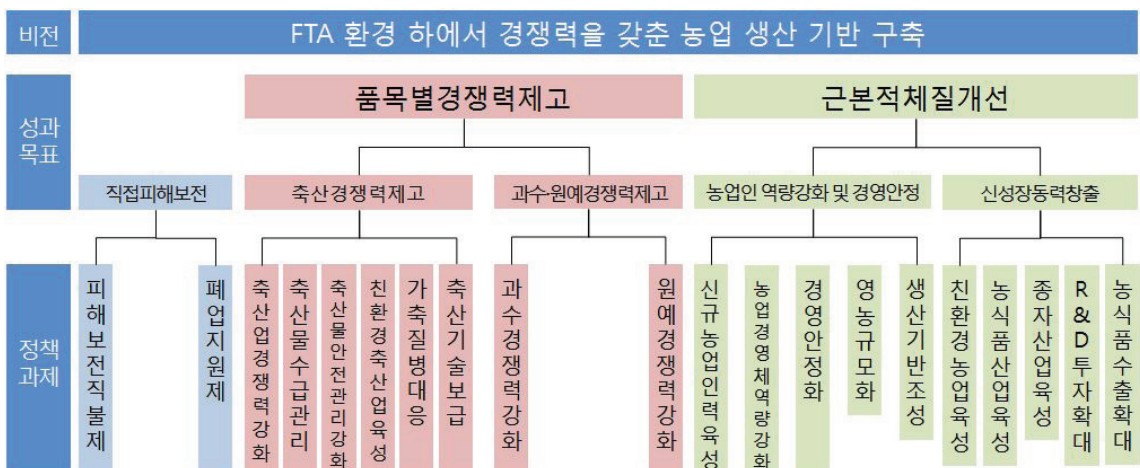 비전
FTA 환경 하에서 경쟁력을 갖춘 농업 생산 기반 구축
성과
목표
품목별경쟁력제고
근본적체질개선
직접피해보전
축산경쟁력제고
과수·원예경쟁력제고
농업인 역량강화 및 경영안정
신성장동력창출
정책
과제
피해보전직불제
폐업지원제
축산업경쟁력강화
축산물수급관리
축산물안전관리강화
친환경축산업육성
가축질병대응
축산기술보급
과수경쟁력강화
원예경쟁력강화
신규농업인력육성
농업경영체역량강화
경영안정화
영농규모화
생산기반조성
친환경농업육성
농식품산업육성
종자산업육성
R&D투자확대
농식품수출확대